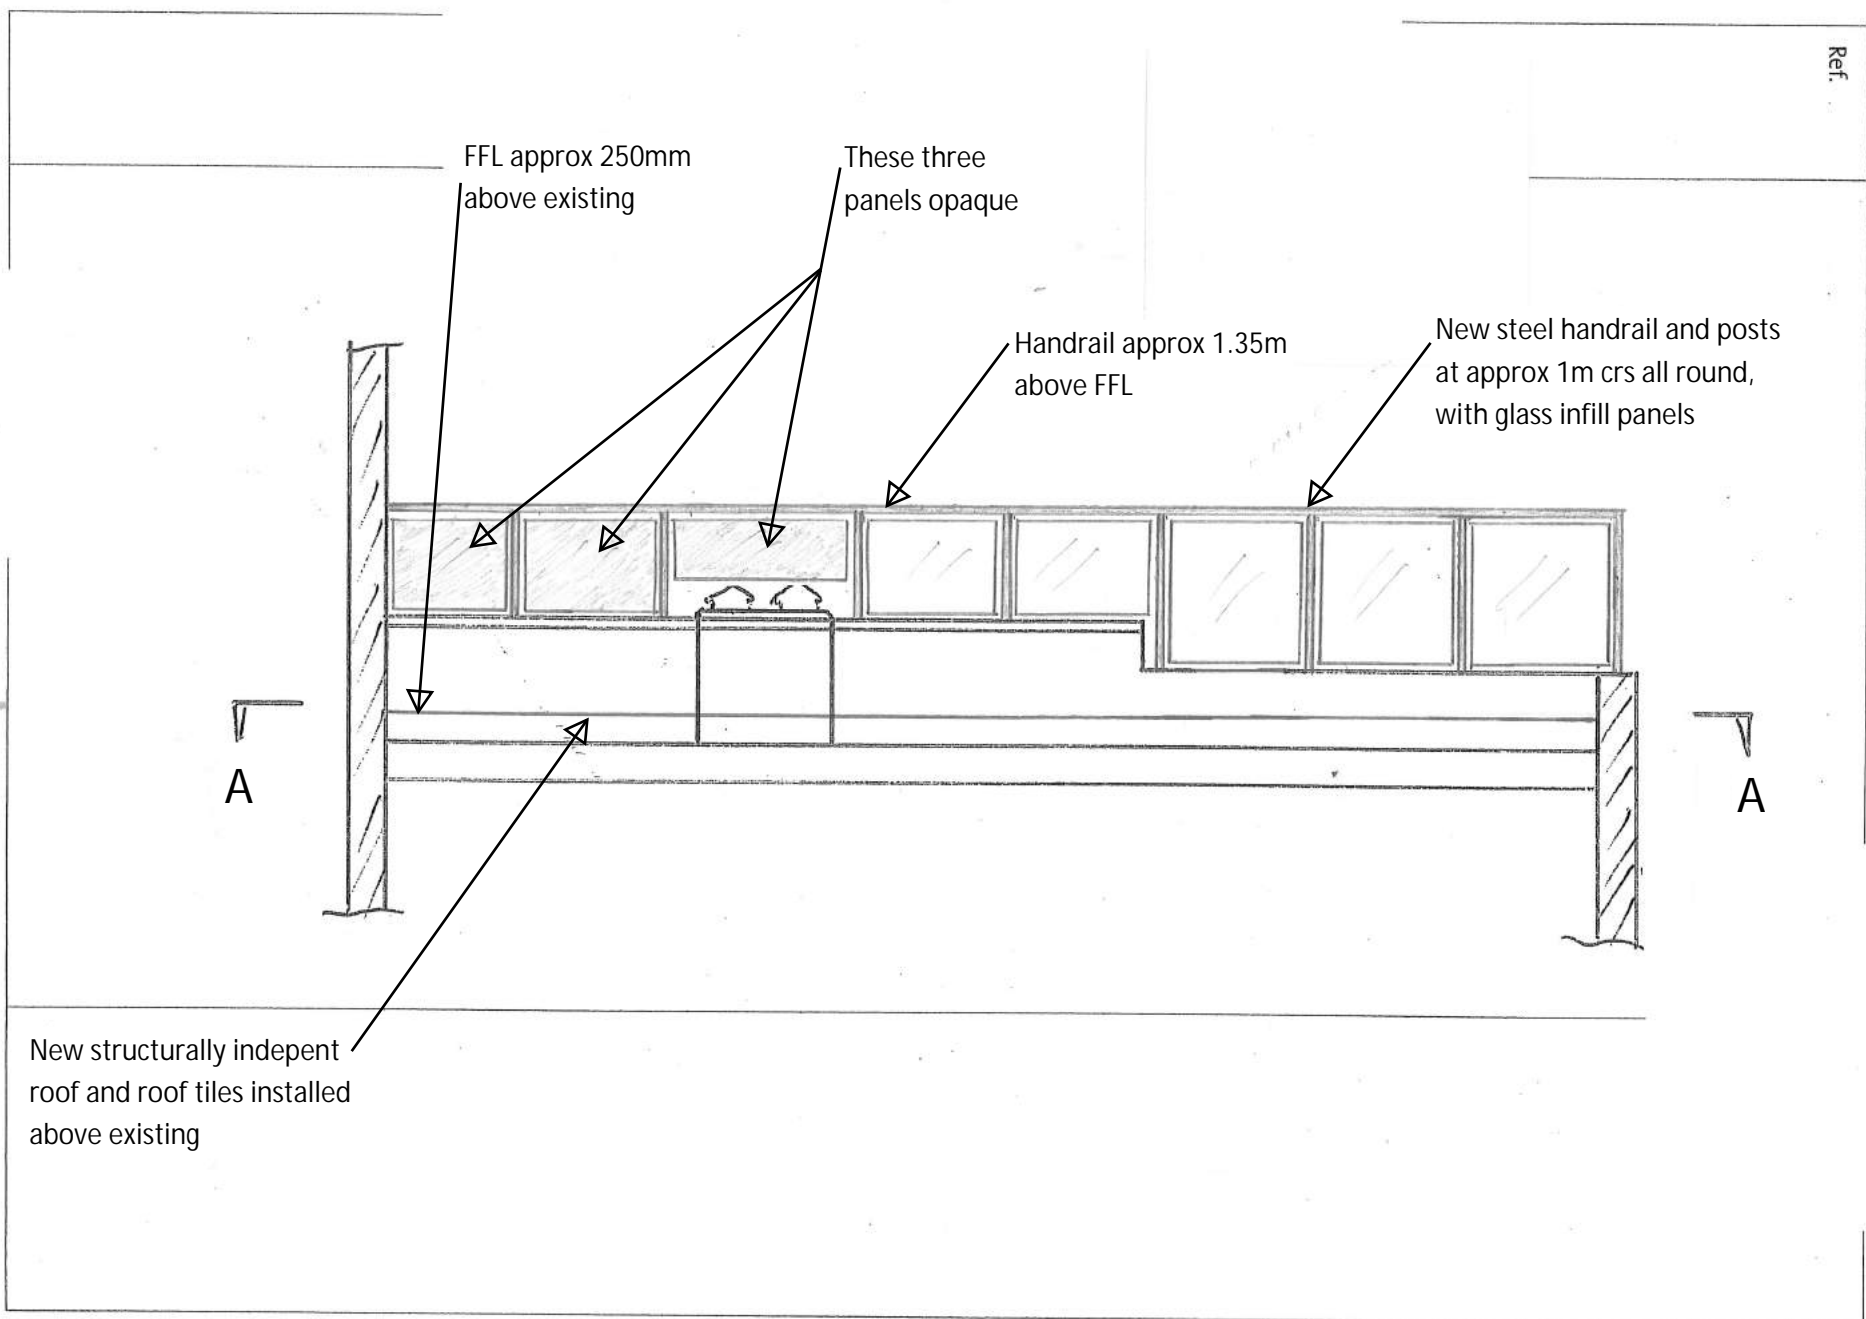 Ref.
FFL approx 250mm
above existing
These three
panels opaque
Handrail approx 1.35m
above FFL
New steel handrail and posts
at approx 1m crs all round,
with glass infill panels
A
A
New structurally indepent
roof and roof tiles installed
above existing